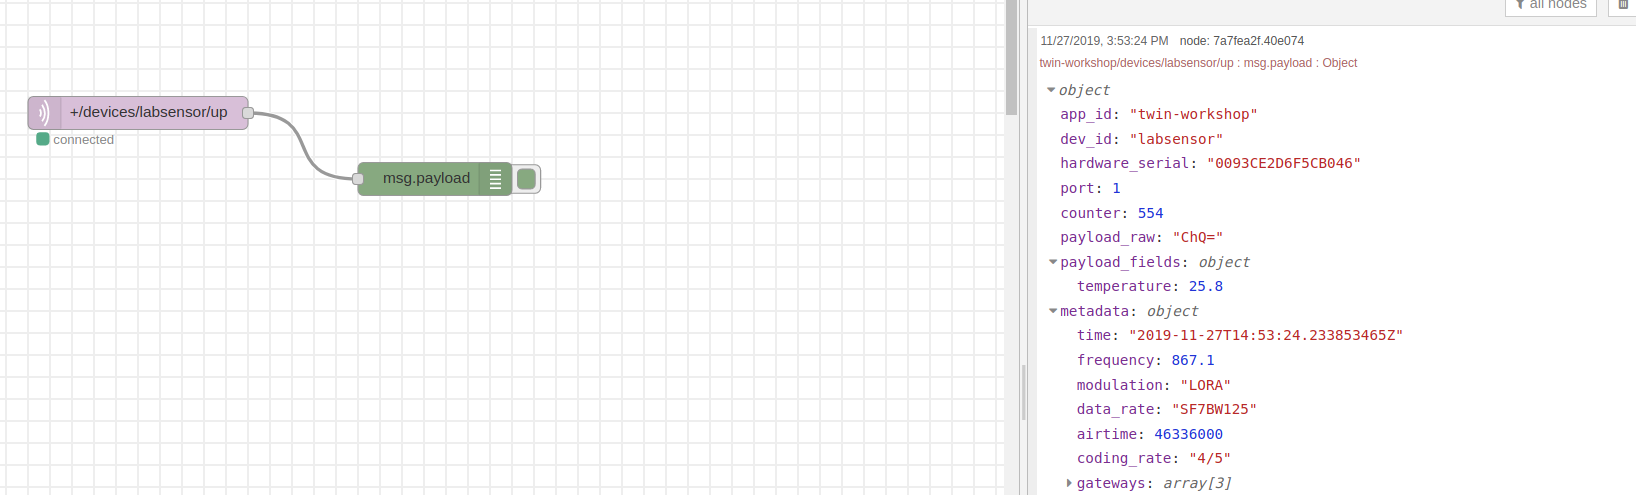 +/devices/labsensor/up
connected
msg.payload
all nodes
11/27/2019, 3:53:24 PM node: 7a7fea2f.40e074
twin-workshop/devices/labsensor/up : msg.payload : Object
object
app_id: "twin-workshop"
dev_id: "labsensor"
hardware_serial: "0093CE2D6F5CB046"
port: 1
counter: 554
payload_raw: "ChQ="
payload_fields: object
temperature: 25.8
metadata: object
time: "2019-11-27T14:53:24.233853465Z"
frequency: 867.1
modulation: "LORA"
data_rate: "SF7BW125"
airtime: 46336000
coding_rate: "4/5"
gateways: array[3]